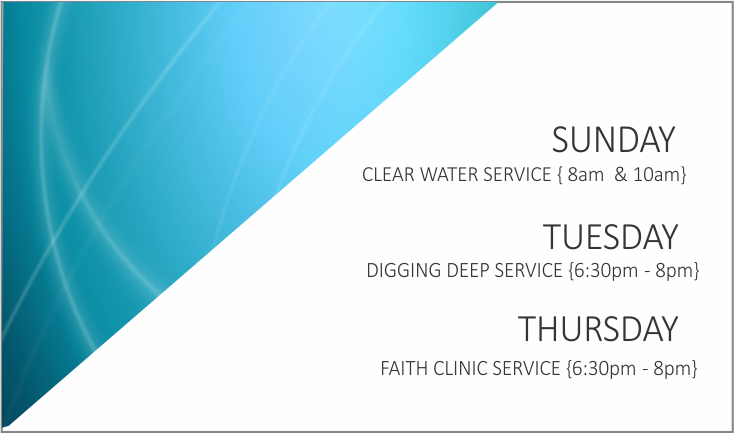 SUNDAY
CLEAR WATER SERVICE { 8am  & 10am}
TUESDAY
DIGGING DEEP SERVICE {6:30pm - 8pm}
THURSDAY
FAITH CLINIC SERVICE {6:30pm - 8pm}